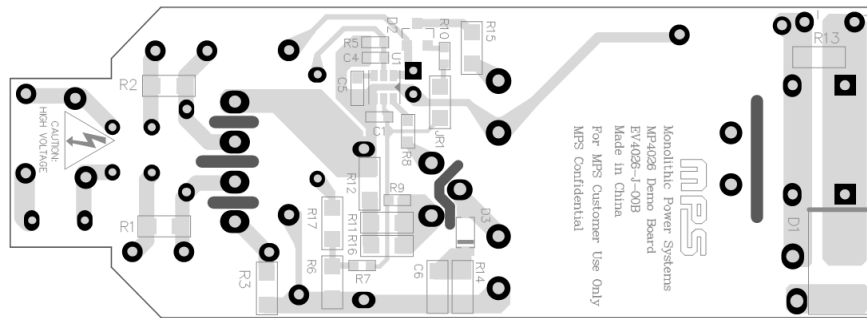 D2
R10
R15
R13
R5
C4
U1
R2
C5
CAUTION:
HIGH VOLTAGE
C1
R8
JR1
Monolithic Power Systems
MP4026 Demo Board
EV4026-J-00B
Made in China
For MPS Customer Use Only
MPS Confidential
MPS
R12
R9
R1
R17
R11
R16
D3
D1
R3
R6
R7
C6
R14